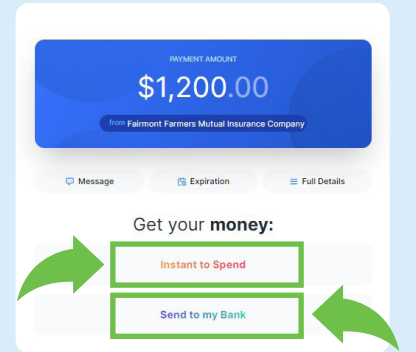 PAYMENT AMOUNT
$1,200.00
from Fairmont Farmers Mutual Insurance Company
Message Expiration Full Details
Get your money:
Instant to Spend
Send to my Bank